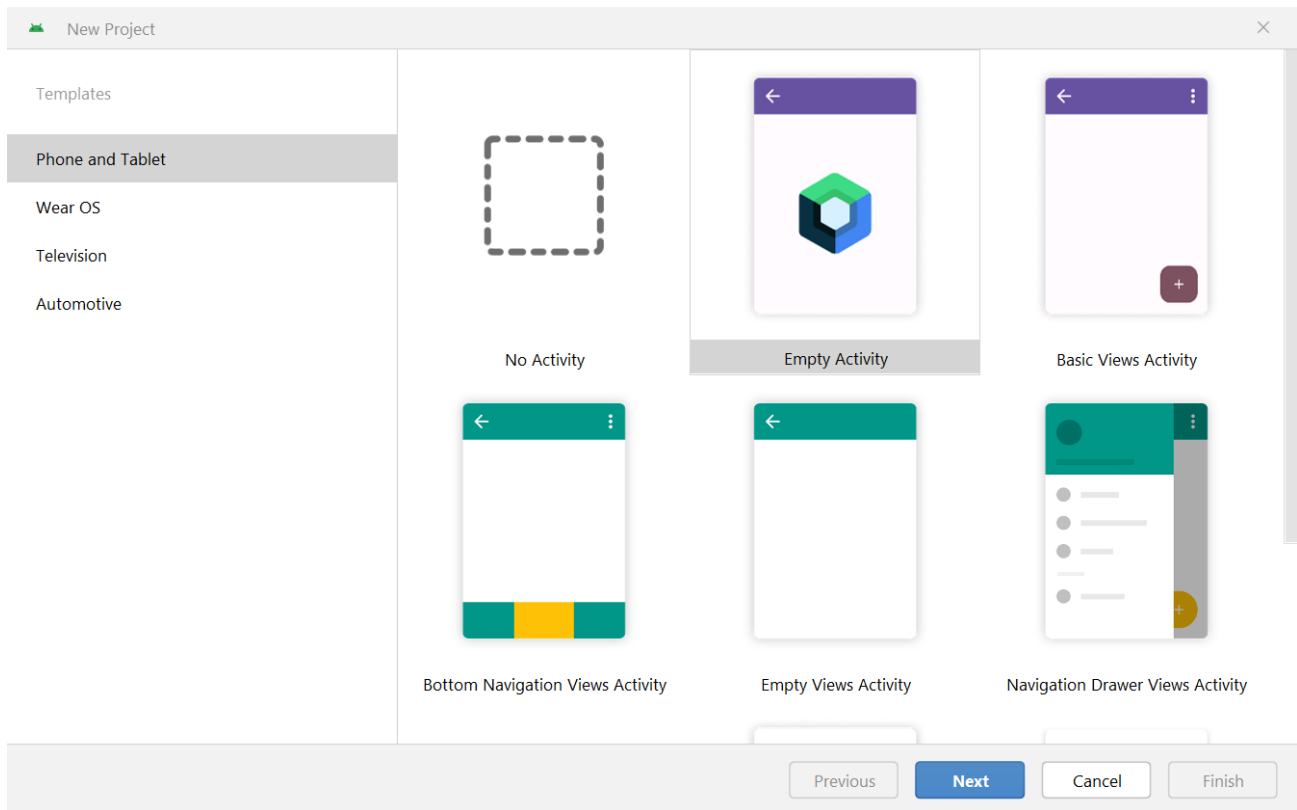 New Project
Templates
Phone and Tablet
Wear OS
Television
Automotive
No Activity
Empty Activity
Basic Views Activity
Bottom Navigation Views Activity
Empty Views Activity
Navigation Drawer Views Activity
Previous
Next
Cancel
Finish